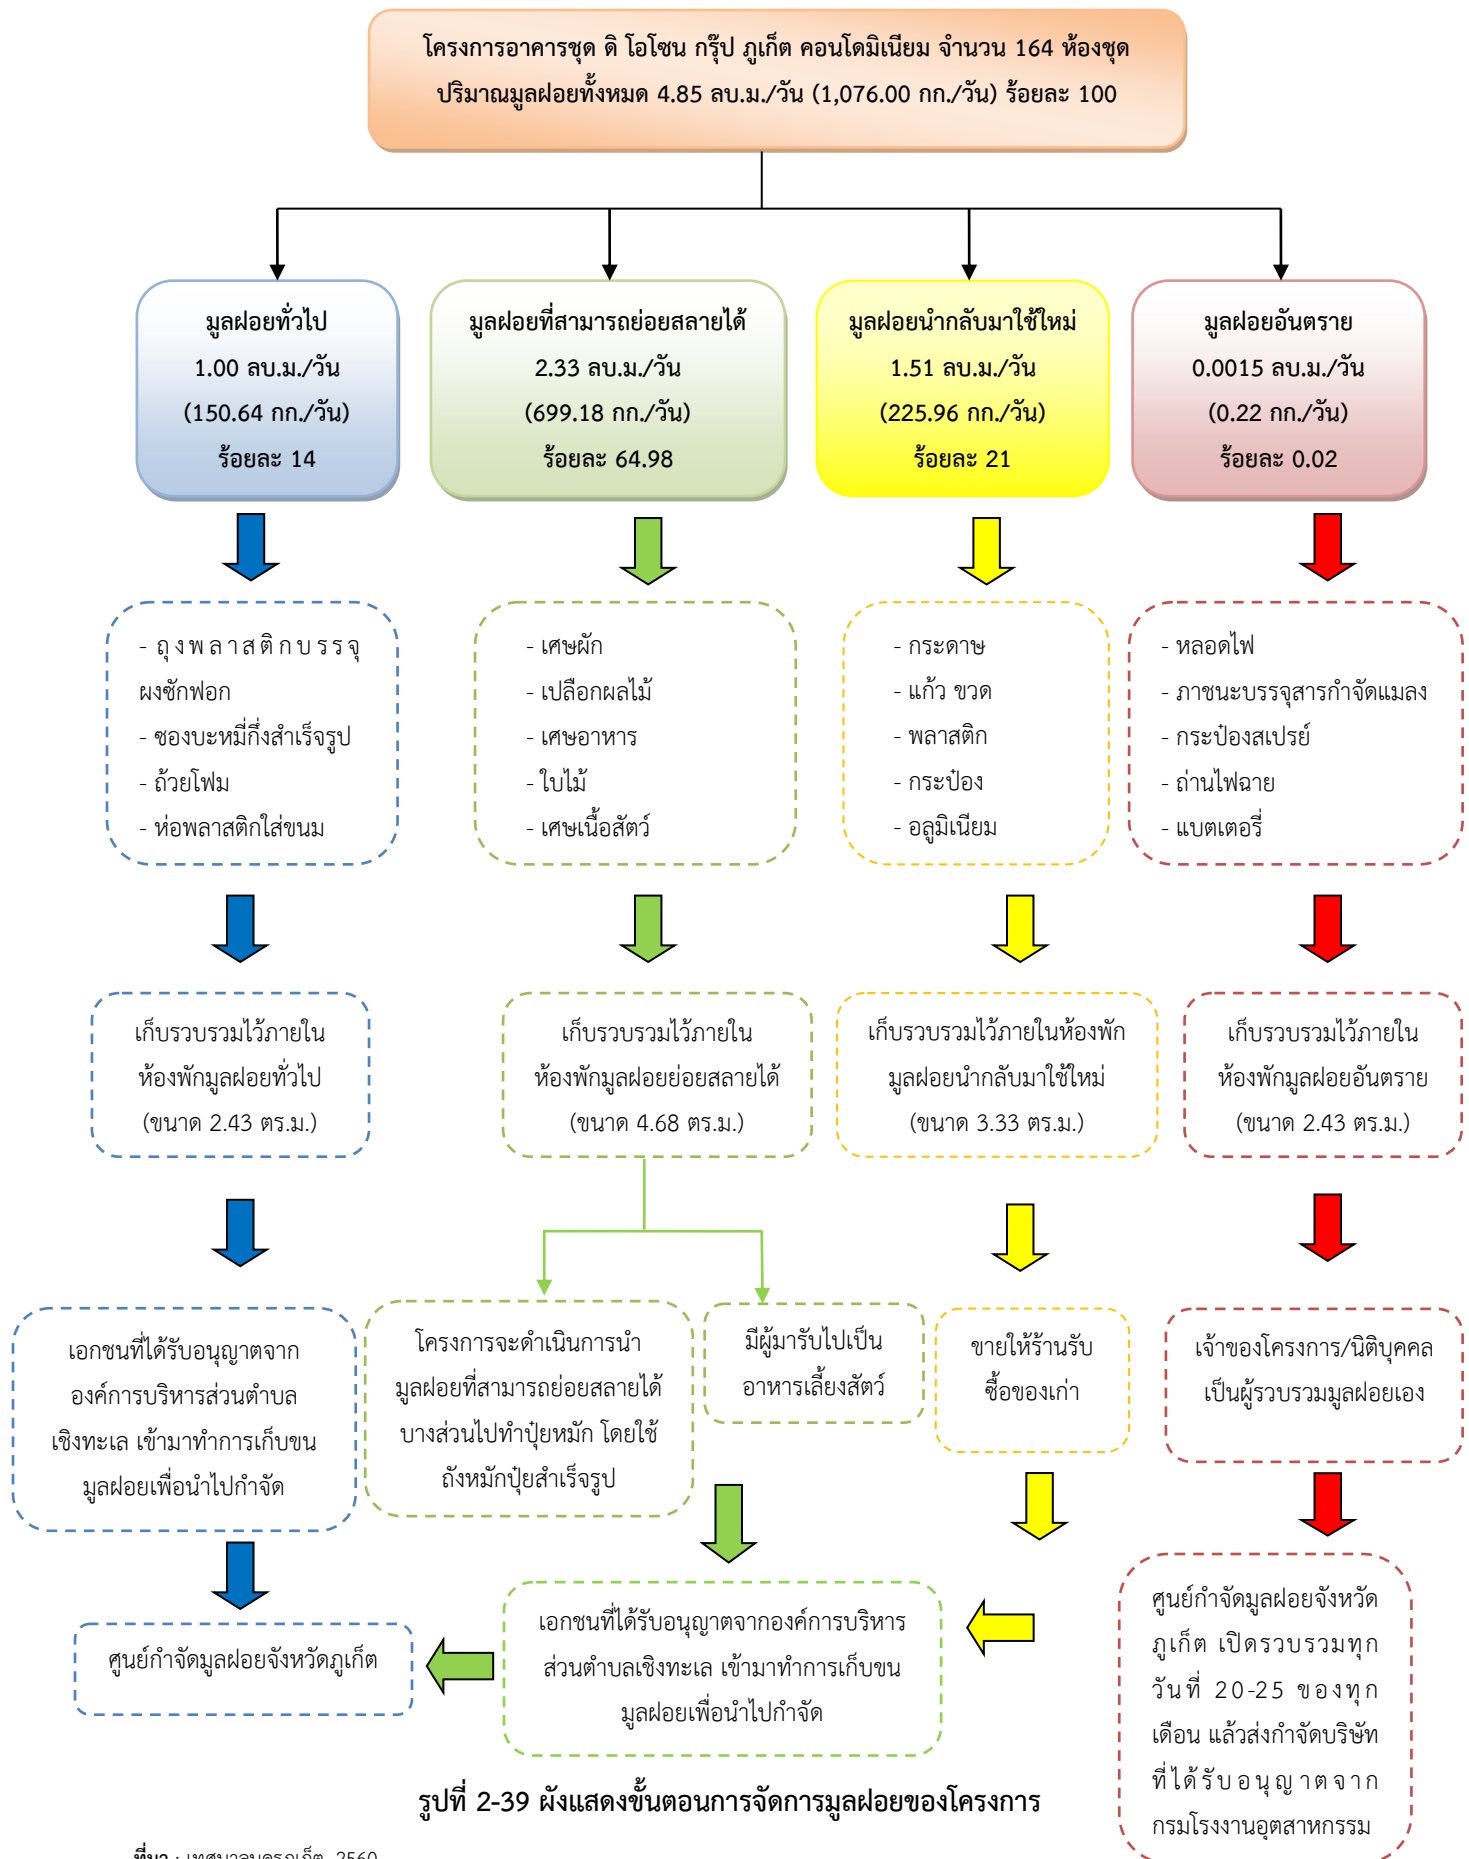 โครงการอาคารชุด ดิ โอโซน กรุ๊ป ภูเก็ต คอนโดมิเนียม จำนวน 164 ห้องชุด
ปริมาณมูลฝอยทั้งหมด 4.85 ลบ.ม./วัน (1,076.00 กก./วัน) ร้อยละ 100
มูลฝอยทั่วไป
1.00 ลบ.ม./วัน
(150.64 กก./วัน)
ร้อยละ 14
มูลฝอยที่สามารถย่อยสลายได้
2.33 ลบ.ม./วัน
(699.18 กก./วัน)
ร้อยละ 64.98
มูลฝอยนำกลับมาใช้ใหม่
1.51 ลบ.ม./วัน
(225.96 กก./วัน)
ร้อยละ 21
มูลฝอยอันตราย
0.0015 ลบ.ม./วัน
(0.22 กก./วัน)
ร้อยละ 0.02
- ถุงพลาสติกบรรจุ
ผงซักฟอก
- ซองบะหมี่กึ่งสำเร็จรูป
- ถ้วยโฟม
- ห่อพลาสติกใส่ขนม
- เศษผัก
- เปลือกผลไม้
- เศษอาหาร
- ใบไม้
- เศษเนื้อสัตว์
- กระดาษ
- แก้ว ขวด
- พลาสติก
- กระป๋อง
- อลูมิเนียม
- หลอดไฟ
- ภาชนะบรรจุสารกำจัดแมลง
- กระป๋องสเปรย์
- ถ่านไฟฉาย
- แบตเตอรี่
เก็บรวบรวมไว้ภายใน
ห้องพักมูลฝอยทั่วไป
(ขนาด 2.43 ตร.ม.)
เก็บรวบรวมไว้ภายใน
ห้องพักมูลฝอยย่อยสลายได้
(ขนาด 4.68 ตร.ม.)
เก็บรวบรวมไว้ภายในห้องพัก
มูลฝอยนำกลับมาใช้ใหม่
(ขนาด 3.33 ตร.ม.)
เก็บรวบรวมไว้ภายใน
ห้องพักมูลฝอยอันตราย
(ขนาด 2.43 ตร.ม.)
เอกชนที่ได้รับอนุญาตจาก
องค์การบริหารส่วนตำบล
เชิงทะเล เข้ามาทำการเก็บขน
มูลฝอยเพื่อนำไปกำจัด
โครงการจะดำเนินการนำ
มูลฝอยที่สามารถย่อยสลายได้
บางส่วนไปทำปุ๋ยหมัก โดยใช้
ถังหมักปุ๋ยสำเร็จรูป
มีผู้มารับไปเป็น
อาหารเลี้ยงสัตว์
ขายให้ร้านรับ
ซื้อของเก่า
เจ้าของโครงการ/นิติบุคคล
เป็นผู้รวบรวมมูลฝอยเอง
ศูนย์กำจัดมูลฝอยจังหวัดภูเก็ต
เอกชนที่ได้รับอนุญาตจากองค์การบริหาร
ส่วนตำบลเชิงทะเล เข้ามาทำการเก็บขน
มูลฝอยเพื่อนำไปกำจัด
ศูนย์กำจัดมูลฝอยจังหวัด
ภูเก็ต เปิดรวบรวมทุก
วันที่ 20-25 ของทุก
เดือน แล้วส่งกำจัดบริษัท
ที่ได้รับอนุญาตจาก
กรมโรงงานอุตสาหกรรม
รูปที่ 2-39 ผังแสดงขั้นตอนการจัดการมูลฝอยของโครงการ
ที่มา : เทศบาลนครภูเก็ต, 2560